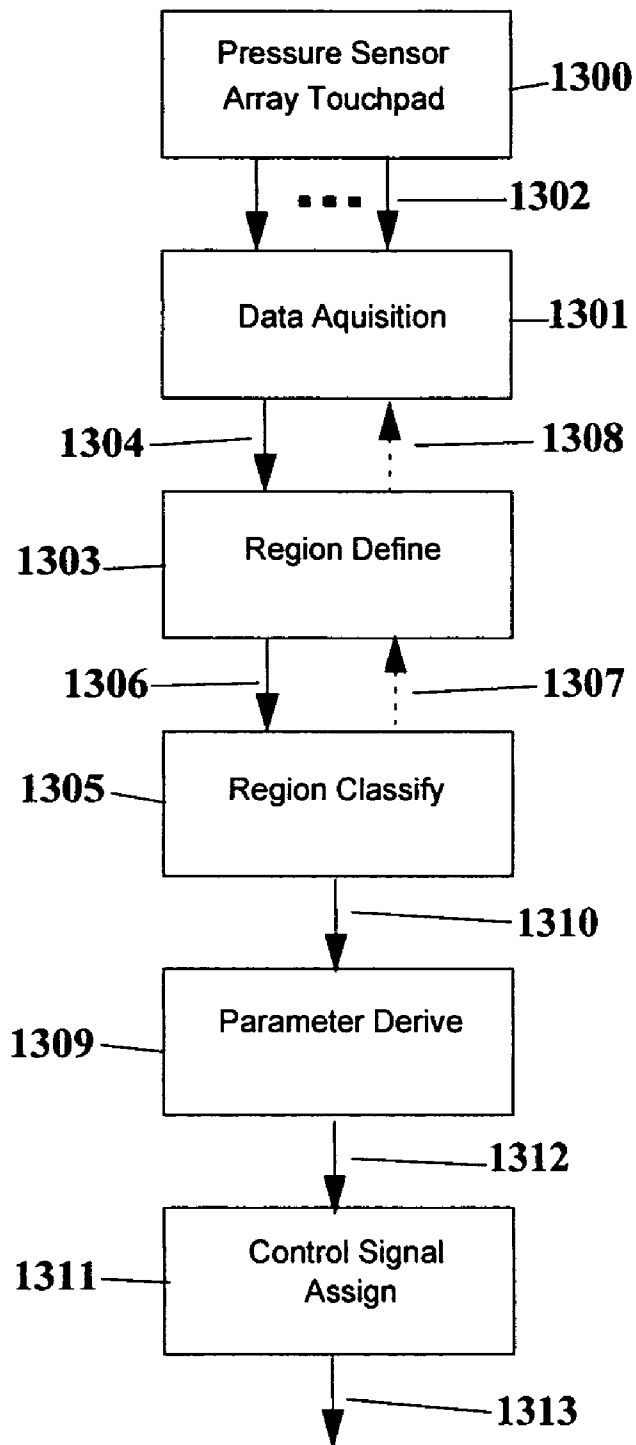 Pressure Sensor
Array Touchpad
1300
1302
Data Aquisition
1301
1304
1308
Region Define
1303
1306
1307
Region Classify
1305
1310
Parameter Derive
1309
1312
Control Signal
Assign
1311
1313